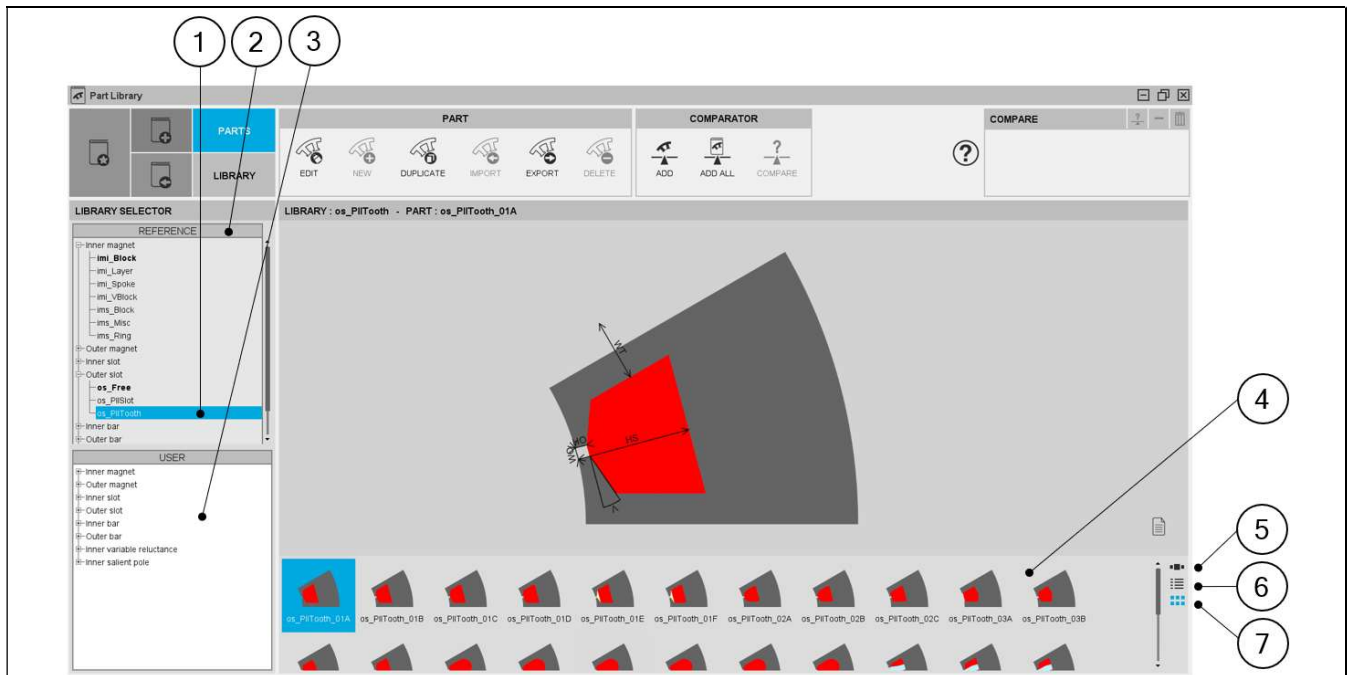 1 2 3
Part Library
PARTS
LIBRARY
PART
EDIT NEW DUPLICATE IMPORT EXPORT DELETE
COMPARATOR
ADD ADD ALL COMPARE
?
?
COMPARE
?
LIBRARY SELECTOR
LIBRARY : os_PllTooth - PART : os_PllTooth_01A
REFERENCE
Inner magnet
imi_Block
imi_Layer
imi_Spoke
imi_VBlock
ims_Block
ims_Misc
ims_Ring
Outer magnet
Inner slot
Outer slot
os_Free
os_PllSlot
os_PllTooth
Inner bar
Outer bar
USER
Inner magnet
Outer magnet
Inner slot
Outer slot
Inner bar
Outer bar
Inner variable reluctance
Inner salient pole
WT
HO
HS
WO
V
4
5
6
7
os_PllTooth_01A os_PllTooth_01B os_PllTooth_01C os_PllTooth_01D os_PllTooth_01E os_PllTooth_01F os_PllTooth_02A os_PllTooth_02B os_PllTooth_02C os_PllTooth_03A os_PllTooth_03B